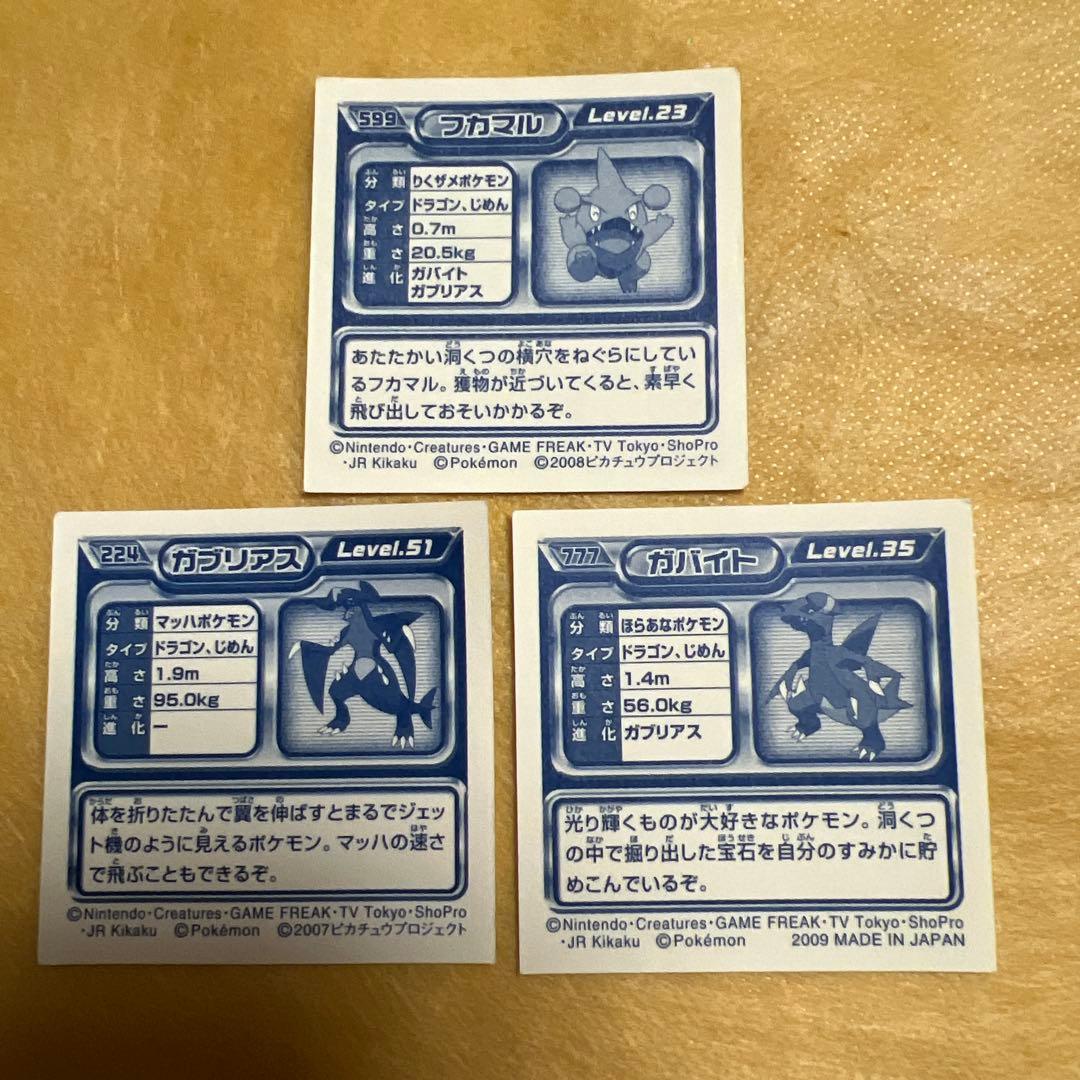 599 フカマル Level.23
分類 りくザメポケモン
タイプ ドラゴン、じめん
高さ 0.7m
重さ 20.5kg
進化 ガバイト
ガブリアス
あたたかい洞くつの横穴をねぐらにしてい
るフカマル。獲物が近づいてくると、素早く
飛び出しておそいかかるぞ。
©Nintendo・Creatures・GAME FREAK・TV Tokyo・ShoPro
・JR Kikaku ©Pokémon ©2008ピカチュウプロジェクト
224 ガブリアス Level.51
分類 マッハポケモン
タイプ ドラゴン、じめん
高さ 1.9m
重さ 95.0kg
進化 ー
体を折りたたんで翼を伸ばすとまるでジェッ
ト機のように見えるポケモン。マッハの速さ
で飛ぶこともできるぞ。
©Nintendo・Creatures・GAME FREAK・TV Tokyo・ShoPro
・JR Kikaku ©Pokémon ©2007ピカチュウプロジェクト
777 ガバイト Level.35
分類 ほらあなポケモン
タイプ ドラゴン、じめん
高さ 1.4m
重さ 56.0kg
進化 ガブリアス
光り輝くものが大好きなポケモン。洞くつ
の中で掘り出した宝石を自分のすみかに貯
めこんでいるぞ。
©Nintendo・Creatures・GAME FREAK・TV Tokyo・ShoPro
・JR Kikaku ©Pokémon 2009 MADE IN JAPAN